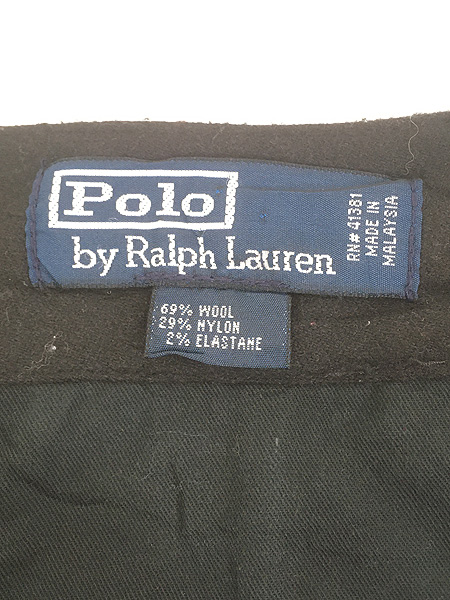 Polo
by Ralph Lauren
RN# 41381
MADE IN
MALAYSIA
69% WOOL
29% NYLON
2% ELASTANE